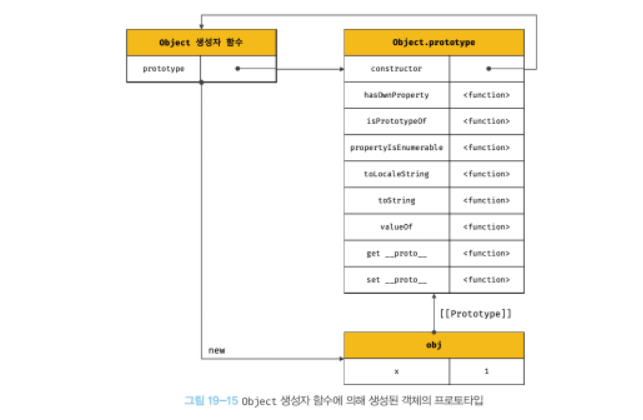 Object 생성자 함수
prototype
Object.prototype
constructor
hasOwnProperty <function>
isPrototypeOf <function>
propertyIsEnumerable <function>
toLocaleString <function>
toString <function>
valueOf <function>
get __proto__ <function>
set __proto__ <function>
[[Prototype]]
new
obj
x 1
그림 19-15 Object 생성자 함수에 의해 생성된 객체의 프로토타입